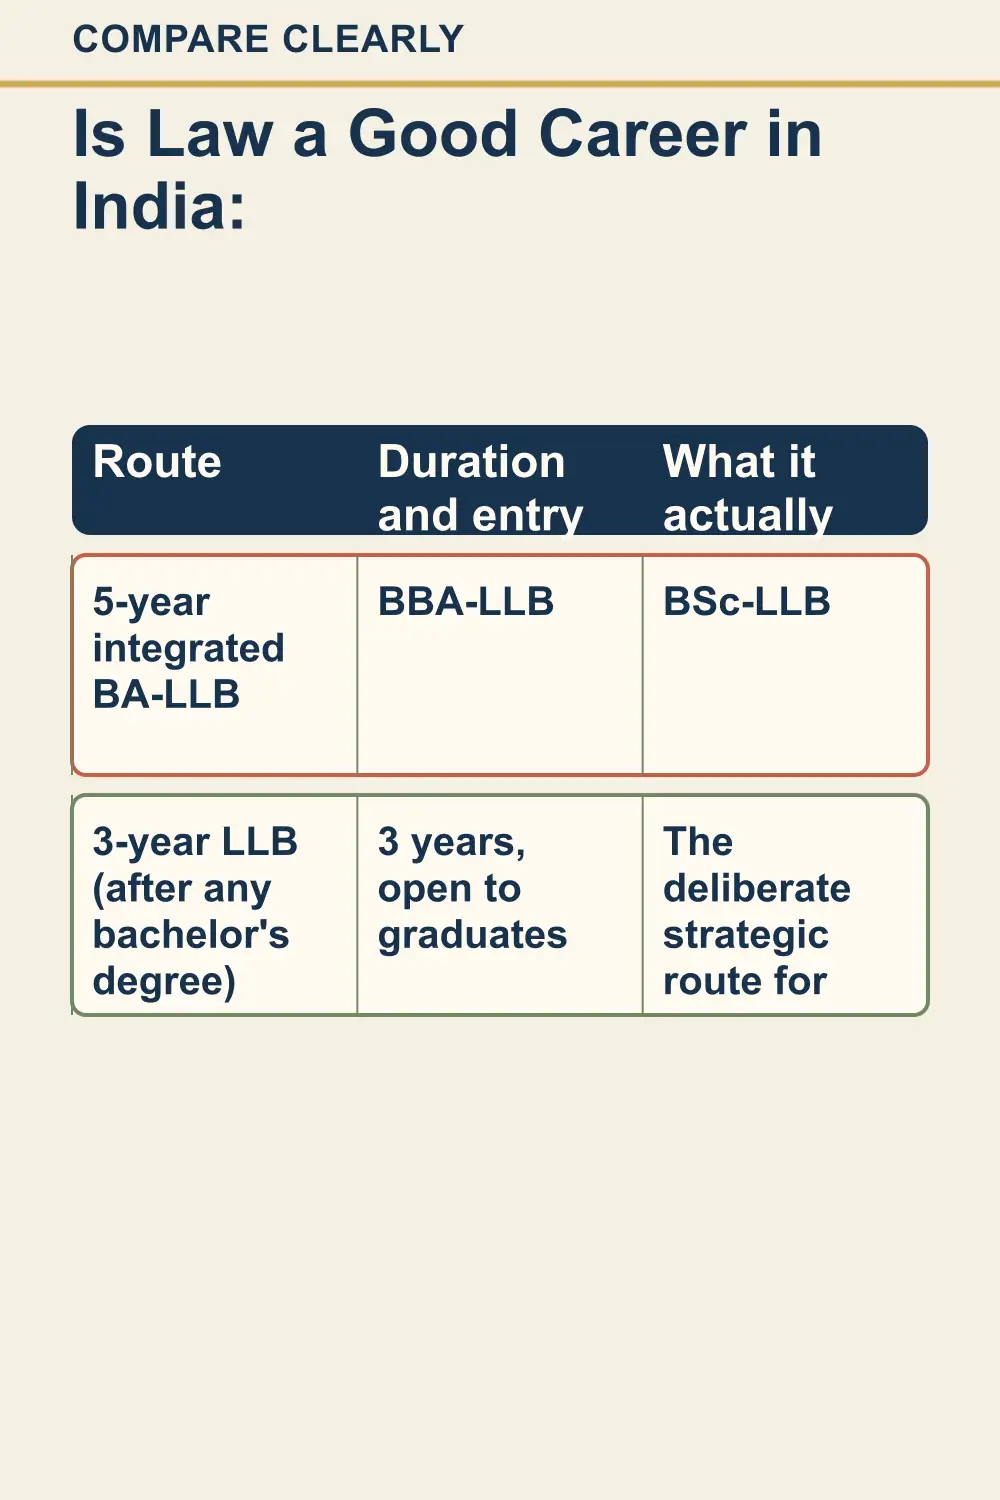 COMPARE CLEARLY
Is Law a Good Career in
India:
Route
Duration
and entry
What it
actually
5-year
integrated
BA-LLB
BBA-LLB
BSc-LLB
3-year LLB
(after any
bachelor's
degree)
3 years,
open to
graduates
The
deliberate
strategic
route for